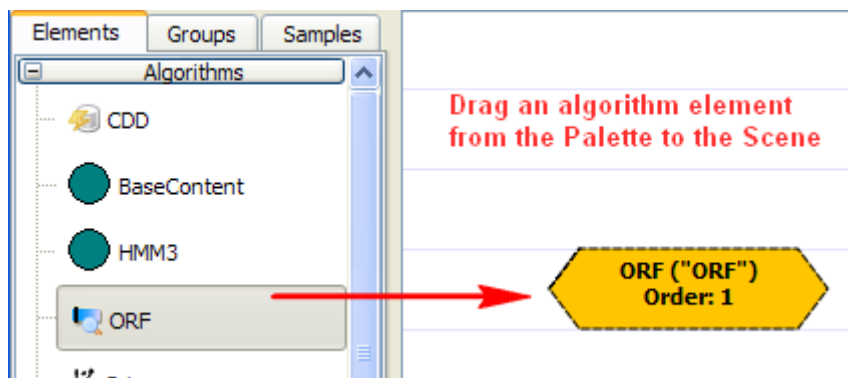 Elements Groups Samples
Algorithms
CDD
BaseContent
HMM3
ORF
Drag an algorithm element
from the Palette to the Scene
ORF ("ORF")
Order: 1